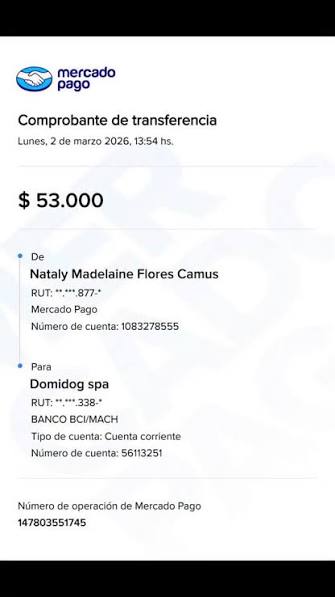 mercado
pago
Comprobante de transferencia
Lunes, 2 de marzo 2026, 13:54 hs.
$ 53.000
De
Nataly Madelaine Flores Camus
RUT: **.***.877-*
Mercado Pago
Número de cuenta: 1083278555
Para
Domidog spa
RUT: **.***.338-*
BANCO BCI/MACH
Tipo de cuenta: Cuenta corriente
Número de cuenta: 56113251
Número de operación de Mercado Pago
147803551745